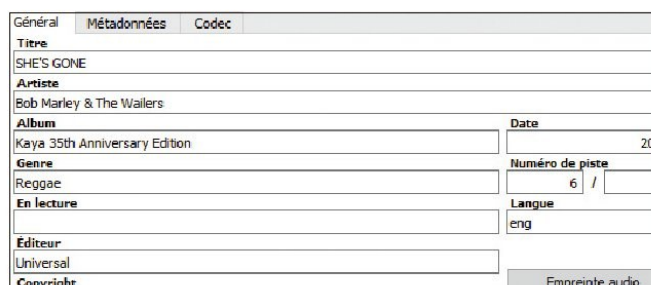 Général Métadonnées Codec
Titre
SHE'S GONE
Artiste
Bob Marley & The Wailers
Album Date
Kaya 35th Anniversary Edition 20
Genre Numéro de piste
Reggae 6 /
En lecture Langue
eng
Éditeur
Universal
Copyright Empreinte audio